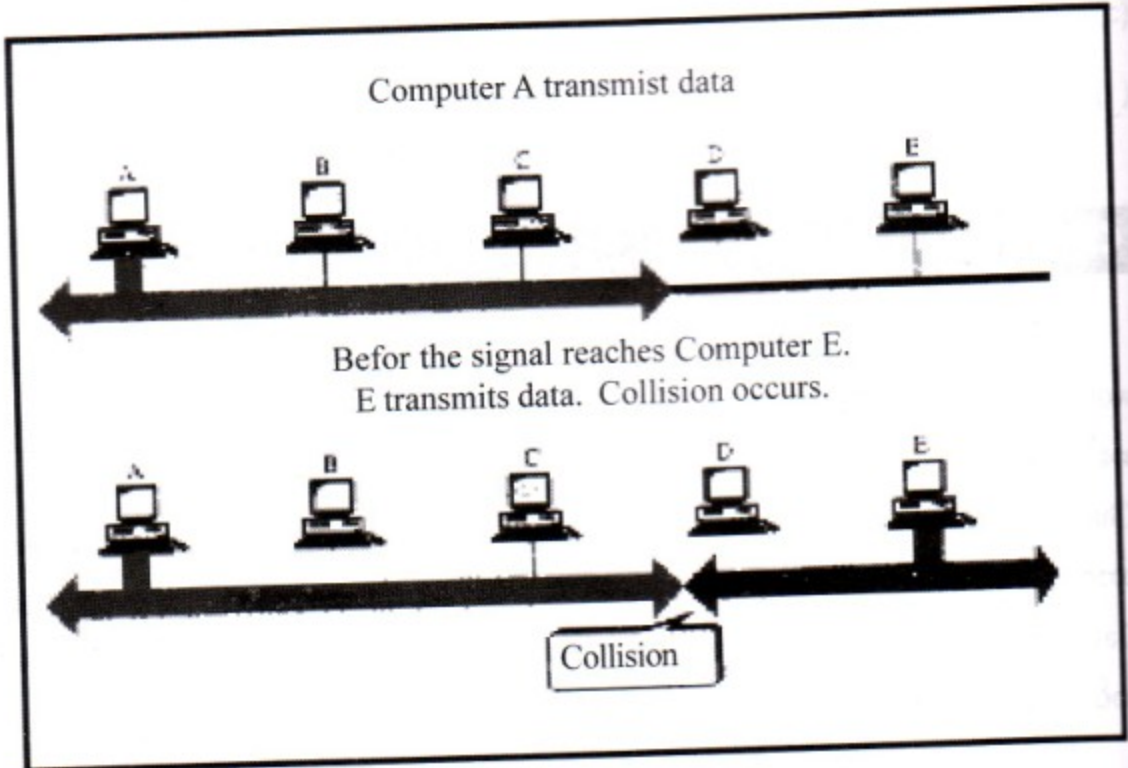 Computer A transmist data
A B C D E
Befor the signal reaches Computer E.
E transmits data. Collision occurs.
A B C D E
Collision